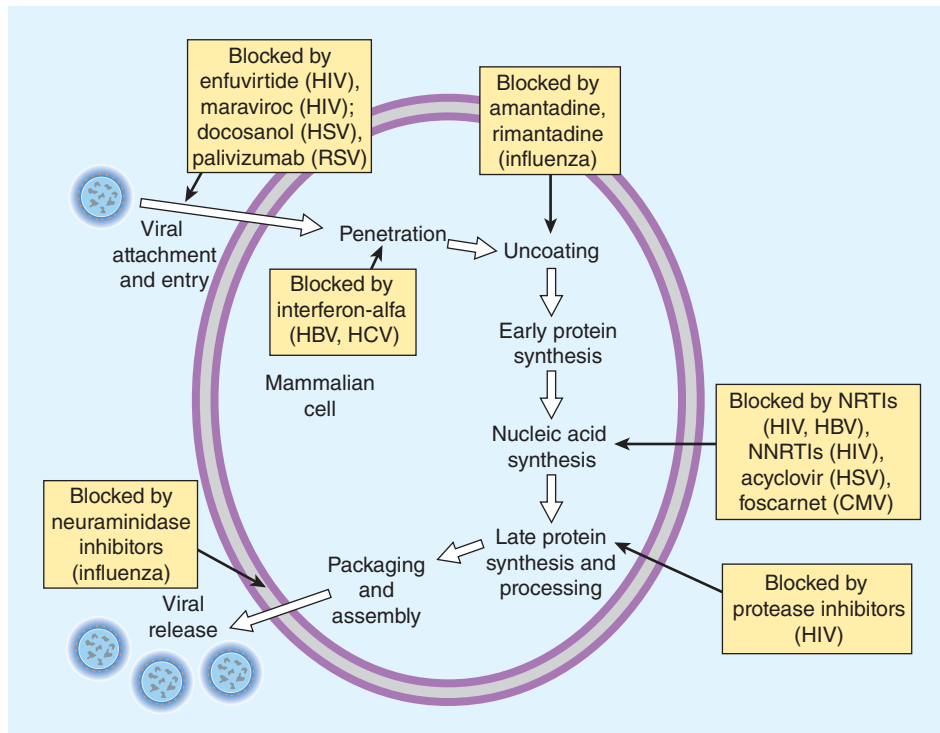 Blocked by
enfuvirtide (HIV),
maraviroc (HIV);
docosanol (HSV),
palivizumab (RSV)
Blocked by
amantadine,
rimantadine
(influenza)
Viral
attachment
and entry
Penetration
Uncoating
Blocked by
interferon-alfa
(HBV, HCV)
Early protein
synthesis
Mammalian
cell
Nucleic acid
synthesis
Blocked by NRTIs
(HIV, HBV),
NNRTIs (HIV),
acyclovir (HSV),
foscarnet (CMV)
Late protein
synthesis and
processing
Blocked by
protease inhibitors
(HIV)
Packaging
and
assembly
Blocked by
neuraminidase
inhibitors
(influenza)
Viral
release